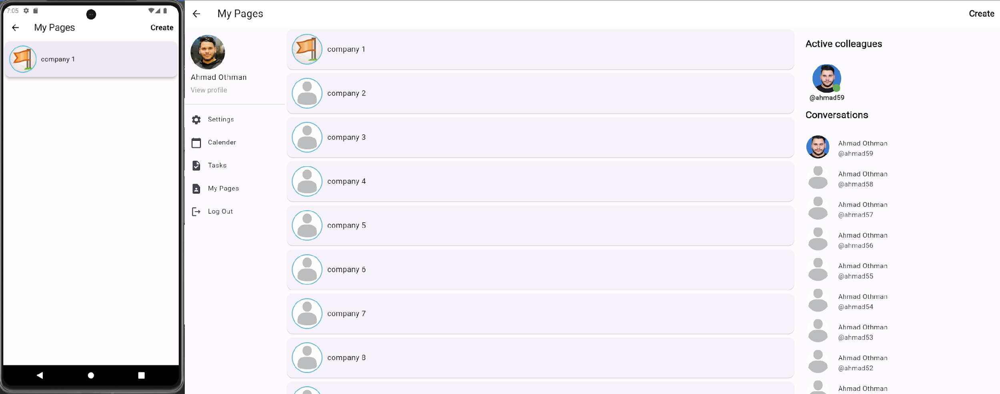 7:05
My Pages
Create
company 1
My Pages
Create
Ahmad Othman
View profile
Settings
Calender
Tasks
My Pages
Log Out
company 1
company 2
company 3
company 4
company 5
company 6
company 7
company 8
Active colleagues
@ahmad59
Conversations
Ahmad Othman
@ahmad59
Ahmad Othman
@ahmad58
Ahmad Othman
@ahmad57
Ahmad Othman
@ahmad56
Ahmad Othman
@ahmad55
Ahmad Othman
@ahmad54
Ahmad Othman
@ahmad53
Ahmad Othman
@ahmad52
Ahmad Othman